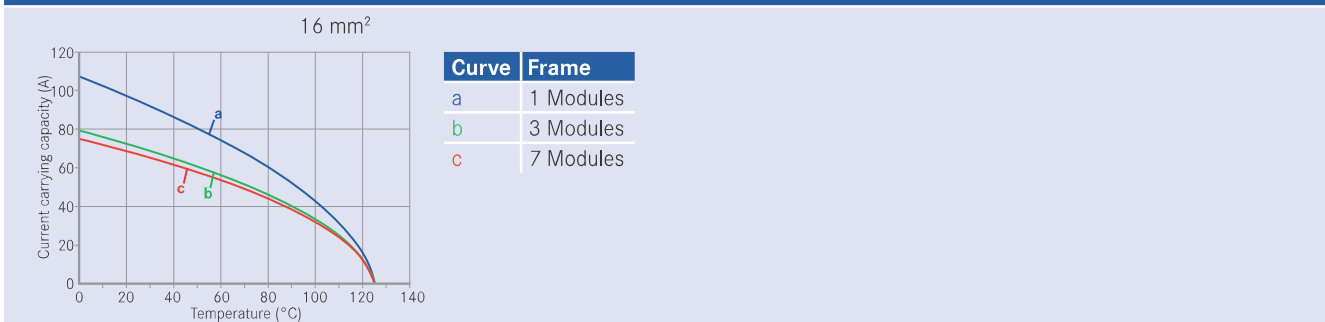 16 mm²
Current carrying capacity (A)
120
100
80
60
40
20
0
a
b
c
0 20 40 60 80 100 120 140
Temperature (°C)
Curve Frame
a 1 Modules
b 3 Modules
c 7 Modules